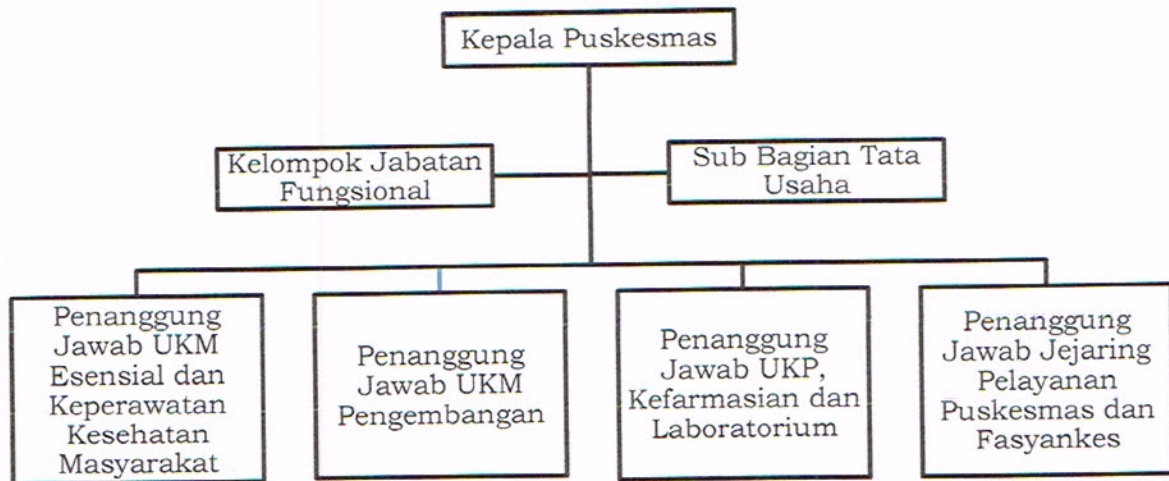 Kepala Puskesmas
Kelompok Jabatan
Fungsional
Sub Bagian Tata
Usaha
Penanggung
Jawab UKM
Esensial dan
Keperawatan
Kesehatan
Masyarakat
Penanggung
Jawab UKM
Pengembangan
Penanggung
Jawab UKP,
Kefarmasian dan
Laboratorium
Penanggung
Jawab Jejaring
Pelayanan
Puskesmas dan
Fasyankes